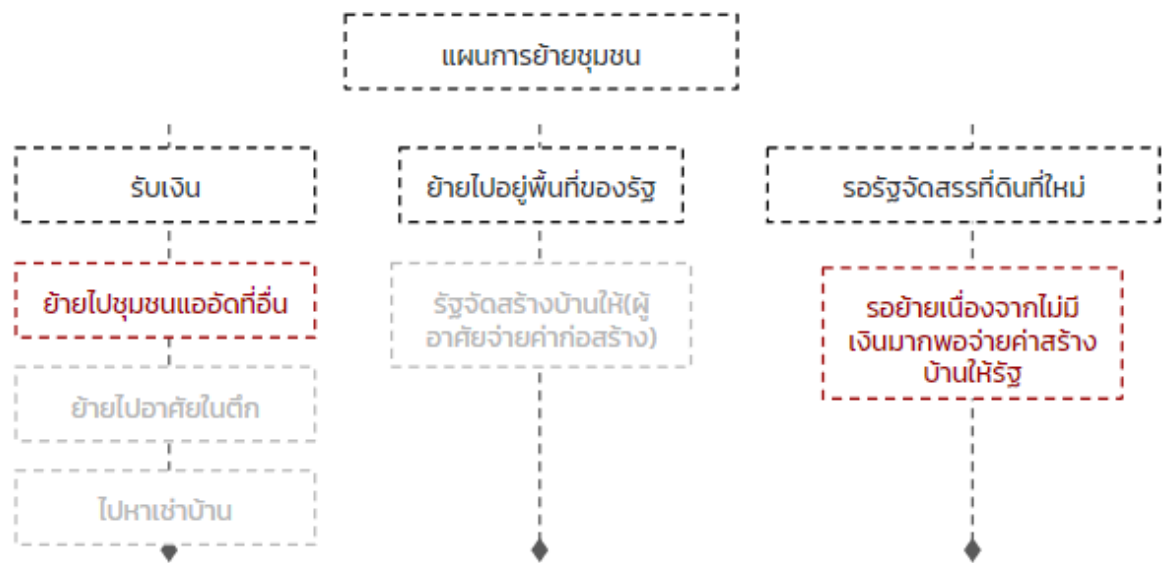 แผนการย้ายชุมชน
รับเงิน
ย้ายไปชุมชนแออัดที่อื่น
ย้ายไปอาศัยในตึก
ไปหาเช่าบ้าน
ย้ายไปอยู่พื้นที่ของรัฐ
รัฐจัดสร้างบ้านให้(ผู้
อาศัยจ่ายค่าก่อสร้าง)
รอรัฐจัดสรรที่ดินที่ใหม่
รอย้ายเนื่องจากไม่มี
เงินมากพอจ่ายค่าสร้าง
บ้านให้รัฐ